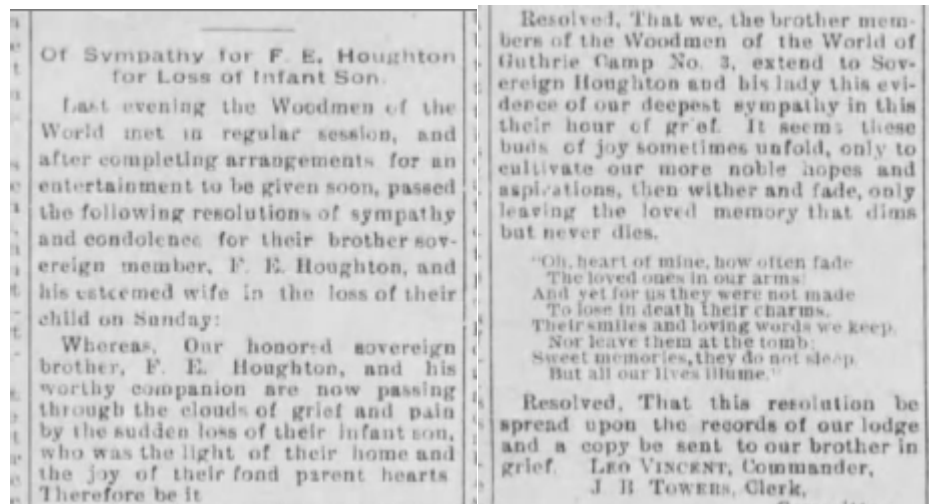 Of Sympathy for F. E. Houghton
for Loss of Infant Son.
Last evening the Woodmen of the
World met in regular session, and
after completing arrangements for an
entertainment to be given soon, passed
the following resolutions of sympathy
and condolence for their brother sov-
ereign member, F. E. Houghton, and
his esteemed wife in the loss of their
child on Sunday:
Whereas, Our honored sovereign
brother, F. E. Houghton, and his
worthy companion are now passing
through the clouds of grief and pain
by the sudden loss of their infant son,
who was the light of their home and
the joy of their fond parent hearts
Therefore be it
Resolved, That we, the brother mem-
bers of the Woodmen of the World of
Guthrie Camp No. 3, extend to Sov-
ereign Houghton and his lady this evi-
dence of our deepest sympathy in this
their hour of grief. It seems these
buds of joy sometimes unfold, only to
cultivate our more noble hopes and
aspirations, then wither and fade, only
leaving the loved memory that dims
but never dies.
"Oh, heart of mine, how often fade
The loved ones in our arms
And yet for us they were not made
To lose in death their charms.
Their smiles and loving words we keep,
Nor leave them at the tomb;
Sweet memories, they do not sleep,
But all our lives illume."
Resolved, That this resolution be
spread upon the records of our lodge
and a copy be sent to our brother in
grief. LEO VINCENT, Commander,
J B TOWERS, Clerk,